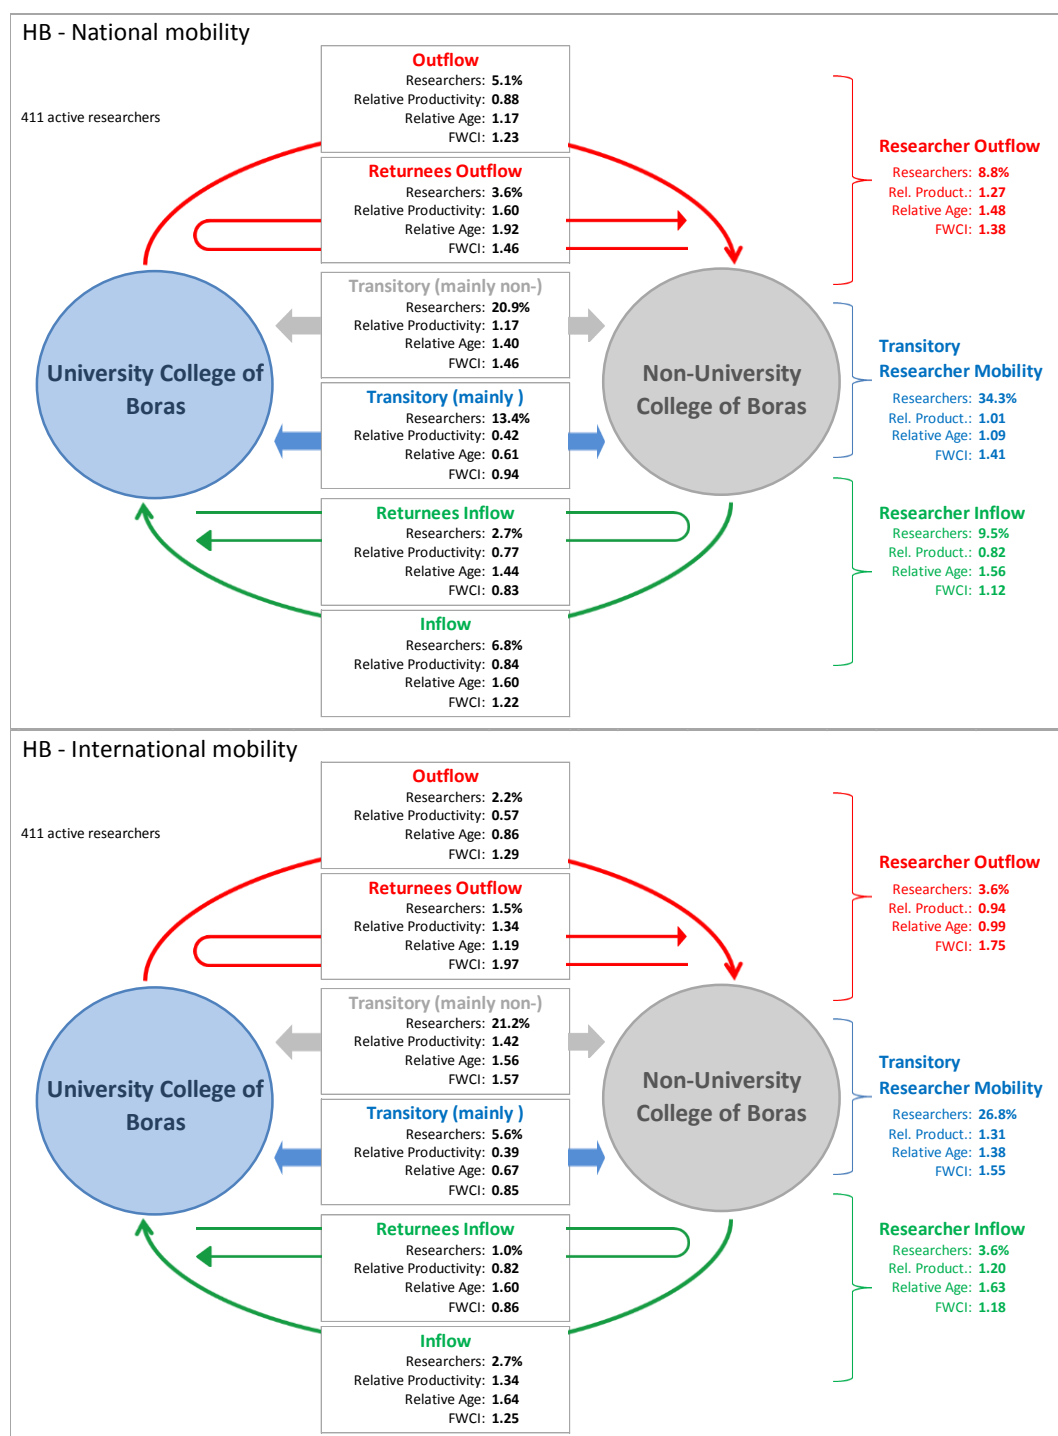 HB - National mobility
411 active researchers
Outflow
Researchers: 5.1%
Relative Productivity: 0.88
Relative Age: 1.17
FWCI: 1.23
Returnees Outflow
Researchers: 3.6%
Relative Productivity: 1.60
Relative Age: 1.92
FWCI: 1.46
Transitory (mainly non-)
Researchers: 20.9%
Relative Productivity: 1.17
Relative Age: 1.40
FWCI: 1.46
Transitory (mainly )
Researchers: 13.4%
Relative Productivity: 0.42
Relative Age: 0.61
FWCI: 0.94
Returnees Inflow
Researchers: 2.7%
Relative Productivity: 0.77
Relative Age: 1.44
FWCI: 0.83
Inflow
Researchers: 6.8%
Relative Productivity: 0.84
Relative Age: 1.60
FWCI: 1.22
University College of
Boras
Non-University
College of Boras
Researcher Outflow
Researchers: 8.8%
Rel. Product.: 1.27
Relative Age: 1.48
FWCI: 1.38
Transitory
Researcher Mobility
Researchers: 34.3%
Rel. Product.: 1.01
Relative Age: 1.09
FWCI: 1.41
Researcher Inflow
Researchers: 9.5%
Rel. Product.: 0.82
Relative Age: 1.56
FWCI: 1.12
HB - International mobility
411 active researchers
Outflow
Researchers: 2.2%
Relative Productivity: 0.57
Relative Age: 0.86
FWCI: 1.29
Returnees Outflow
Researchers: 1.5%
Relative Productivity: 1.34
Relative Age: 1.19
FWCI: 1.97
Transitory (mainly non-)
Researchers: 21.2%
Relative Productivity: 1.42
Relative Age: 1.56
FWCI: 1.57
Transitory (mainly )
Researchers: 5.6%
Relative Productivity: 0.39
Relative Age: 0.67
FWCI: 0.85
Returnees Inflow
Researchers: 1.0%
Relative Productivity: 0.82
Relative Age: 1.60
FWCI: 0.86
Inflow
Researchers: 2.7%
Relative Productivity: 1.34
Relative Age: 1.64
FWCI: 1.25
University College of
Boras
Non-University
College of Boras
Researcher Outflow
Researchers: 3.6%
Rel. Product.: 0.94
Relative Age: 0.99
FWCI: 1.75
Transitory
Researcher Mobility
Researchers: 26.8%
Rel. Product.: 1.31
Relative Age: 1.38
FWCI: 1.55
Researcher Inflow
Researchers: 3.6%
Rel. Product.: 1.20
Relative Age: 1.63
FWCI: 1.18